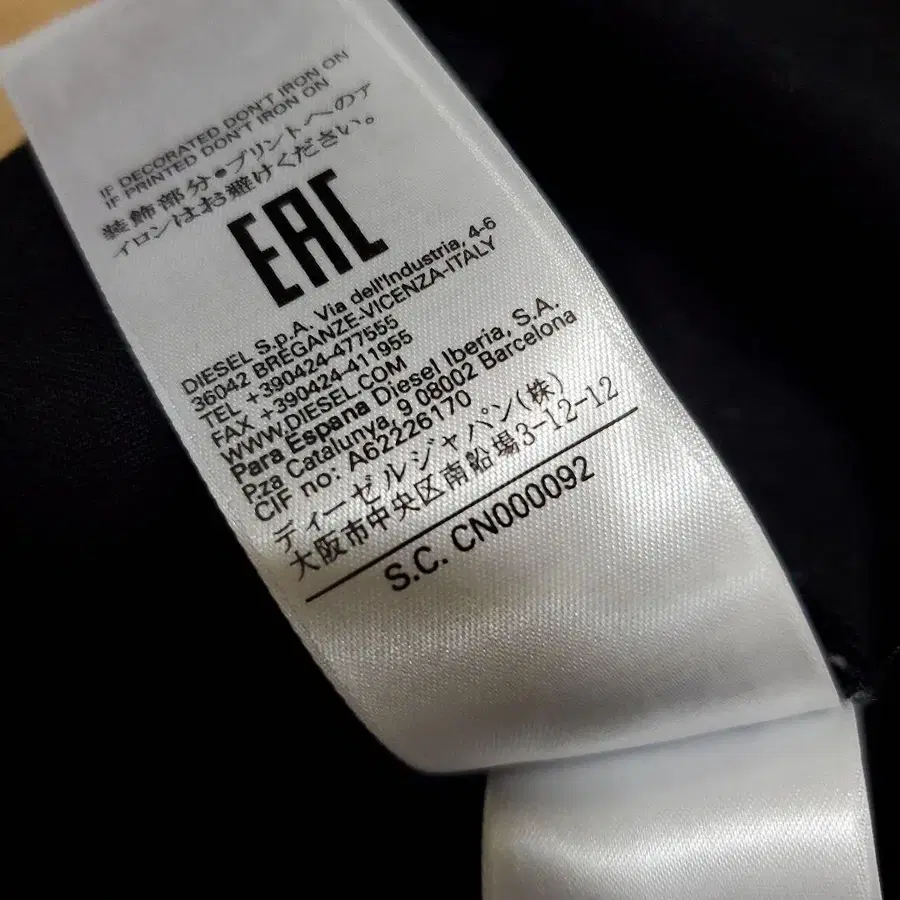 IF DECORATED DON'T IRON ON
IF PRINTED DON'T IRON ON
装飾部分•プリントへのア
イロンはお避けください。
EAC
DIESEL S.p.A. Via dell'Industria, 4-6
36042 BREGANZE-VICENZA-ITALY
TEL +390424-477555
FAX +390424-411955
WWW.DIESEL.COM
Para Espana Diesel Iberia, S.A.
P.za Catalunya, 9 08002 Barcelona
CIF no: A62226170
ディーゼルジャパン(株)
大阪市中央区南船場3-12-12
S.C. CN000092